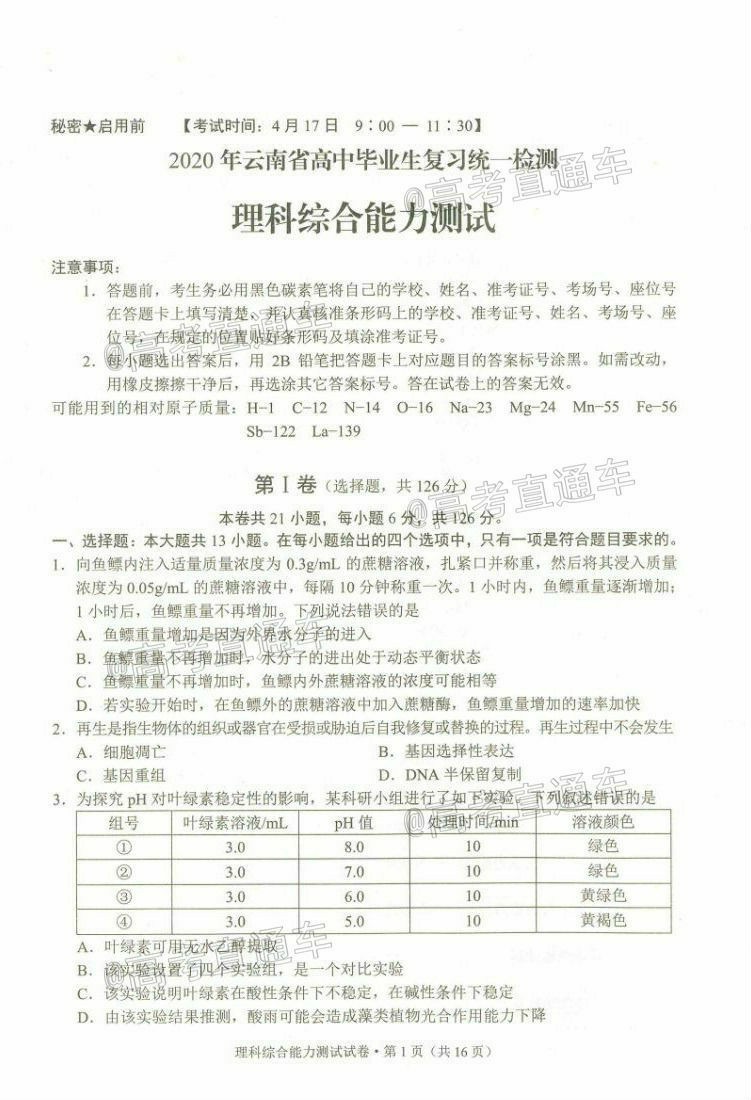 秘密★启用前 【考试时间：4月17日 9：00 — 11：30】
2020年云南省高中毕业生复习统一检测
理科综合能力测试
注意事项：
1．答题前，考生务必用黑色碳素笔将自己的学校、姓名、准考证号、考场号、座位号
在答题卡上填写清楚、并认真核准条形码上的学校、准考证号、姓名、考场号、座
位号，在规定的位置贴好条形码及填涂准考证号。
2．每小题选出答案后，用 2B 铅笔把答题卡上对应题目的答案标号涂黑。如需改动，
用橡皮擦擦干净后，再选涂其它答案标号。答在试卷上的答案无效。
可能用到的相对原子质量：H-1 C-12 N-14 O-16 Na-23 Mg-24 Mn-55 Fe-56
Sb-122 La-139
第Ⅰ卷（选择题，共 126 分）
本卷共 21 小题，每小题 6 分，共 126 分。
一、选择题：本大题共 13 小题。在每小题给出的四个选项中，只有一项是符合题目要求的。
1．向鱼鳔内注入适量质量浓度为 0.3g/mL 的蔗糖溶液，扎紧口并称重，然后将其浸入质量
浓度为 0.05g/mL 的蔗糖溶液中，每隔 10 分钟称重一次。1 小时内，鱼鳔重量逐渐增加；
1 小时后，鱼鳔重量不再增加。下列说法错误的是
A．鱼鳔重量增加是因为外界水分子的进入
B．鱼鳔重量不再增加时，水分子的进出处于动态平衡状态
C．鱼鳔重量不再增加时，鱼鳔内外蔗糖溶液的浓度可能相等
D．若实验开始时，在鱼鳔外的蔗糖溶液中加入蔗糖酶，鱼鳔重量增加的速率加快
2．再生是指生物体的组织或器官在受损或胁迫后自我修复或替换的过程。再生过程中不会发生
A．细胞凋亡 B．基因选择性表达
C．基因重组 D．DNA 半保留复制
3．为探究 pH 对叶绿素稳定性的影响，某科研小组进行了如下实验。下列叙述错误的是
组号 叶绿素溶液/mL pH 值 处理时间/min 溶液颜色
① 3.0 8.0 10 绿色
② 3.0 7.0 10 绿色
③ 3.0 6.0 10 黄绿色
④ 3.0 5.0 10 黄褐色
A．叶绿素可用无水乙醇提取
B．该实验设置了四个实验组，是一个对比实验
C．该实验说明叶绿素在酸性条件下不稳定，在碱性条件下稳定
D．由该实验结果推测，酸雨可能会造成藻类植物光合作用能力下降
理科综合能力测试试卷·第 1 页（共 16 页）
@高考直通车
@高考直通车
@高考直通车
@高考直通车
@高考直通车
@高考直通车